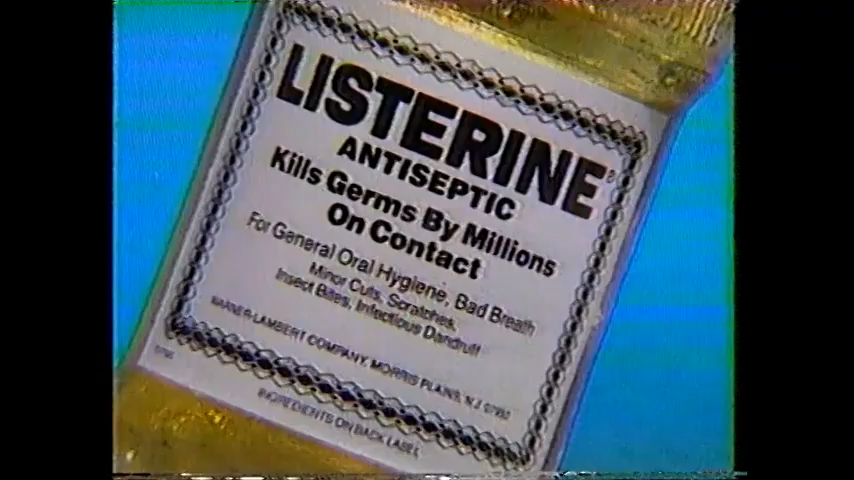 LISTERINE®
ANTISEPTIC
Kills Germs By Millions
On Contact
For General Oral Hygiene, Bad Breath
Minor Cuts, Scratches,
Insect Bites, Infectious Dandruff
WARNER-LAMBERT COMPANY, MORRIS PLAINS, N.J. 07950
INGREDIENTS ON BACK LABEL